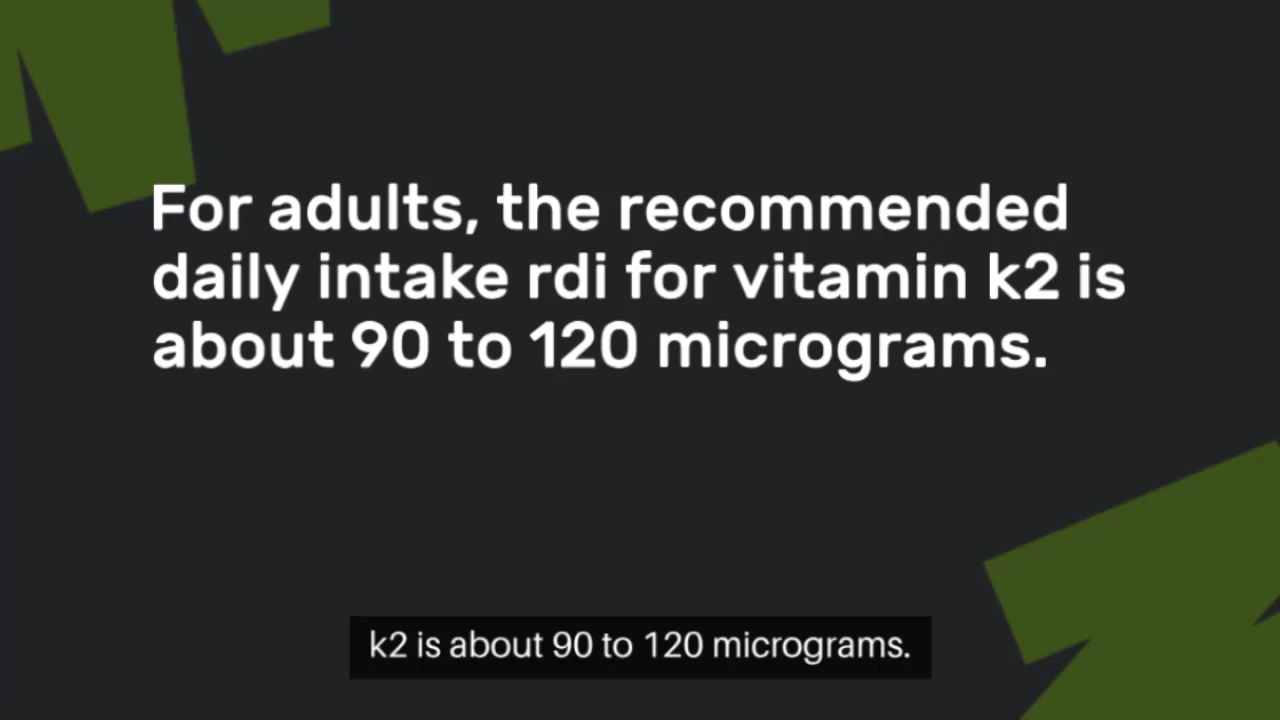 For adults, the recommended
daily intake rdi for vitamin k2 is
about 90 to 120 micrograms.
k2 is about 90 to 120 micrograms.